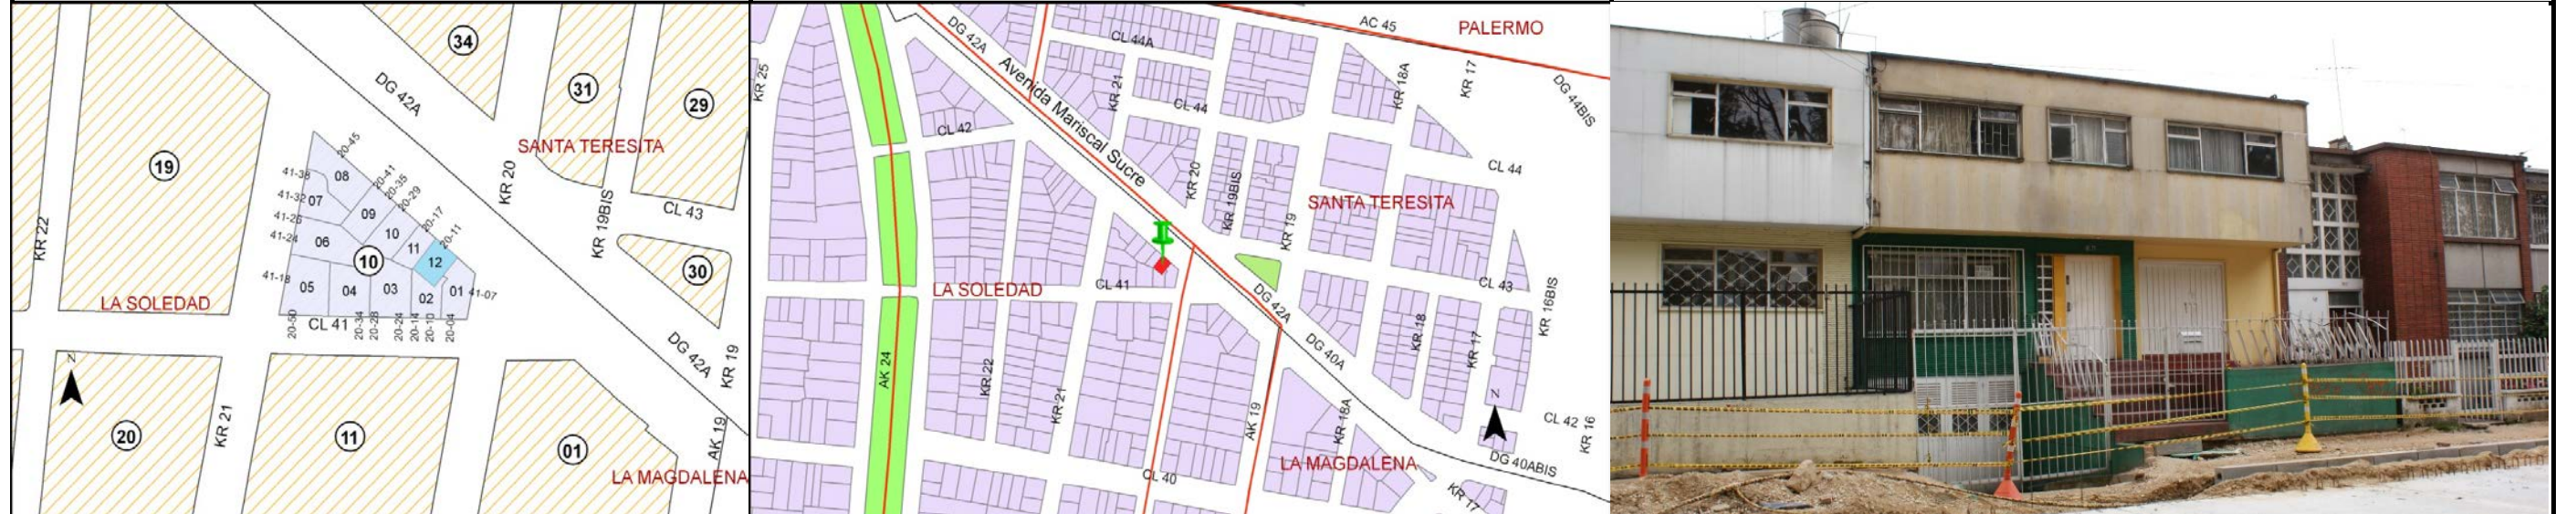 34
DG 42A
31
29
SANTA TERESITA
19
KR 20
20-45
20-41
20-35
20-29
20-17
20-11
41-38
41-32
41-26
41-24
41-18
41-07
08
07
09
10
11
12
06
10
05
04
03
02
01
KR 19BIS
CL 43
KR 22
30
LA SOLEDAD
CL 41
20-50
20-34
20-28
20-24
20-14
20-10
20-04
DG 42A
KR 19
N
20
KR 21
11
01
AK 19
LA MAGDALENA
DG 42A
AC 45
PALERMO
CL 44A
KR 25
Avenida Mariscal Sucre
KR 21
CL 44
KR 18A
KR 17
DG 44BIS
CL 42
CL 44
KR 20
KR 19BIS
SANTA TERESITA
KR 19
LA SOLEDAD
CL 41
CL 43
DG 42A
KR 16BIS
AK 24
KR 22
KR 21
DG 40A
KR 18
KR 17
AK 19
KR 18A
N
CL 42
KR 16
LA MAGDALENA
CL 40
DG 40ABIS
KR 17